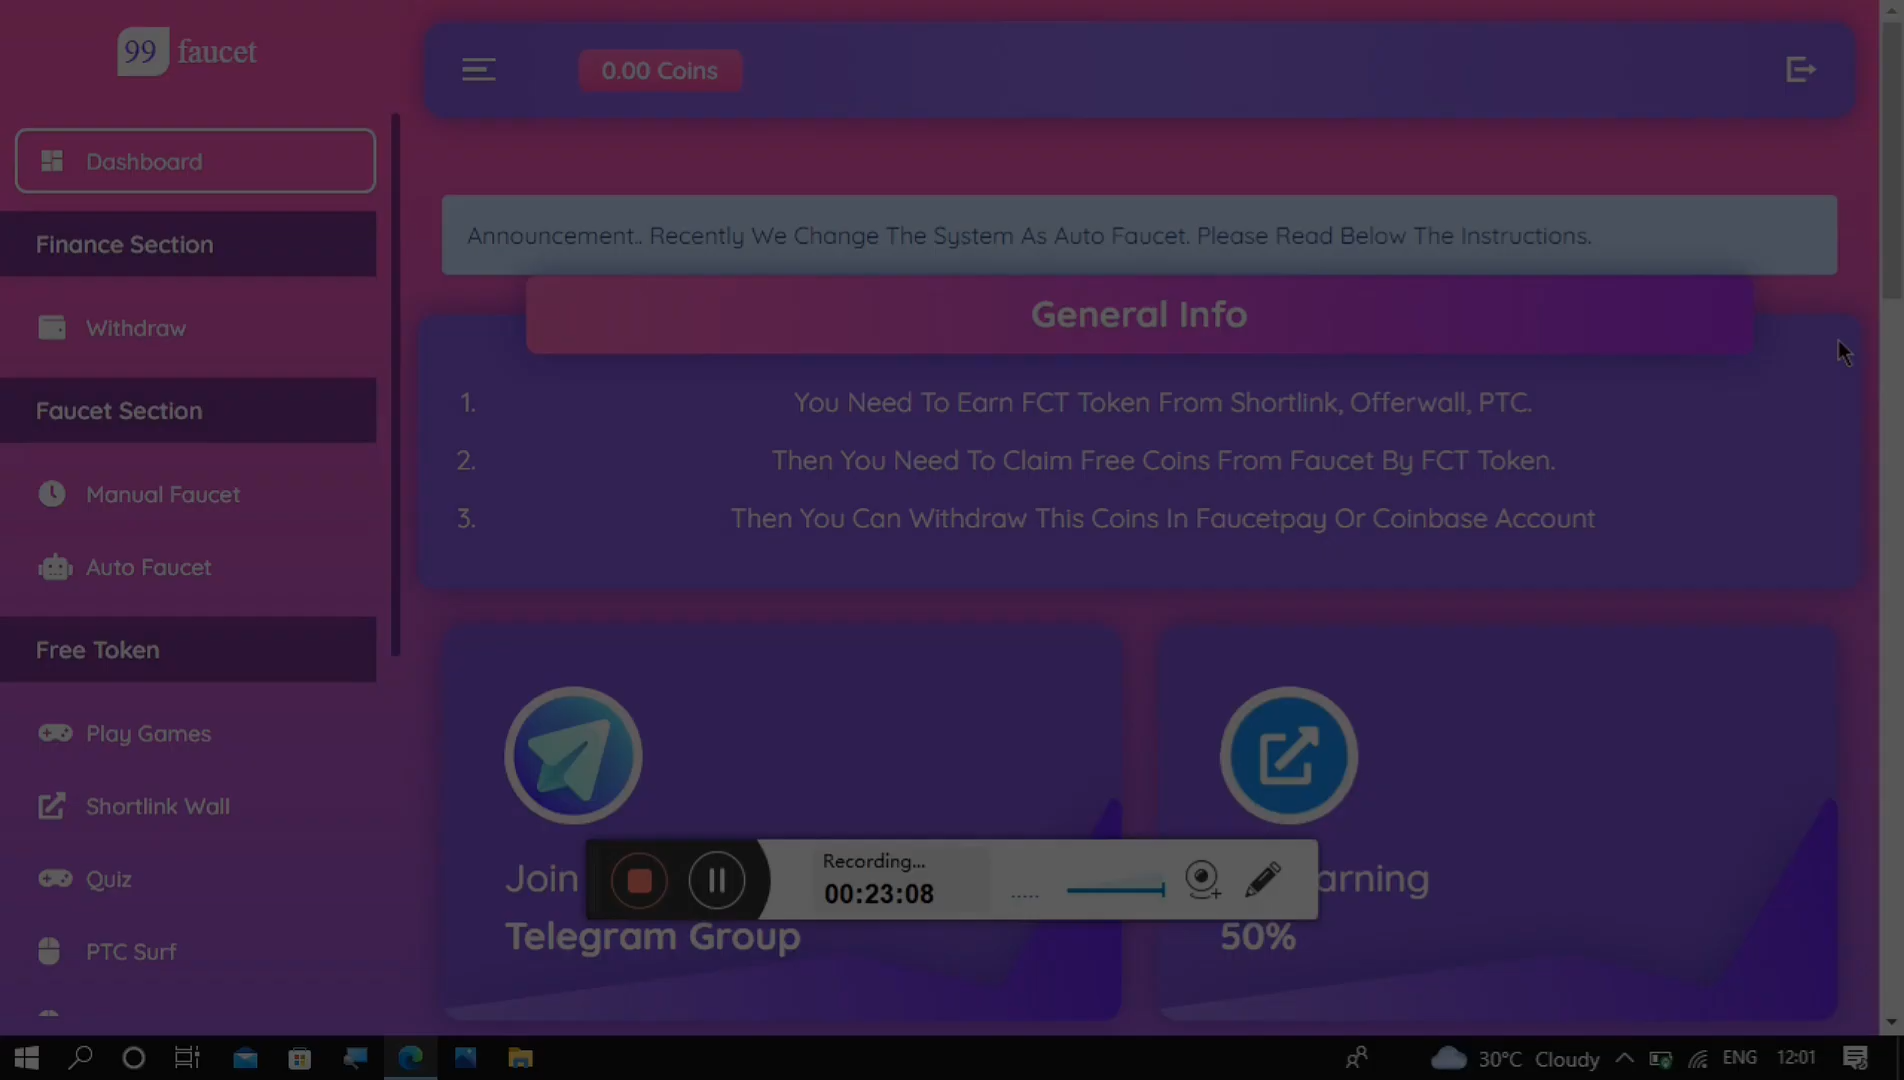 99 faucet
0.00 Coins
Dashboard
Finance Section
Withdraw
Faucet Section
Manual Faucet
Auto Faucet
Free Token
Play Games
Shortlink Wall
Quiz
PTC Surf
Announcement.. Recently We Change The System As Auto Faucet. Please Read Below The Instructions.
General Info
1. You Need To Earn FCT Token From Shortlink, Offerwall, PTC.
2. Then You Need To Claim Free Coins From Faucet By FCT Token.
3. Then You Can Withdraw This Coins In Faucetpay Or Coinbase Account
Join
Telegram Group
arning
50%
Recording...
00:23:08
30°C Cloudy
ENG
12:01